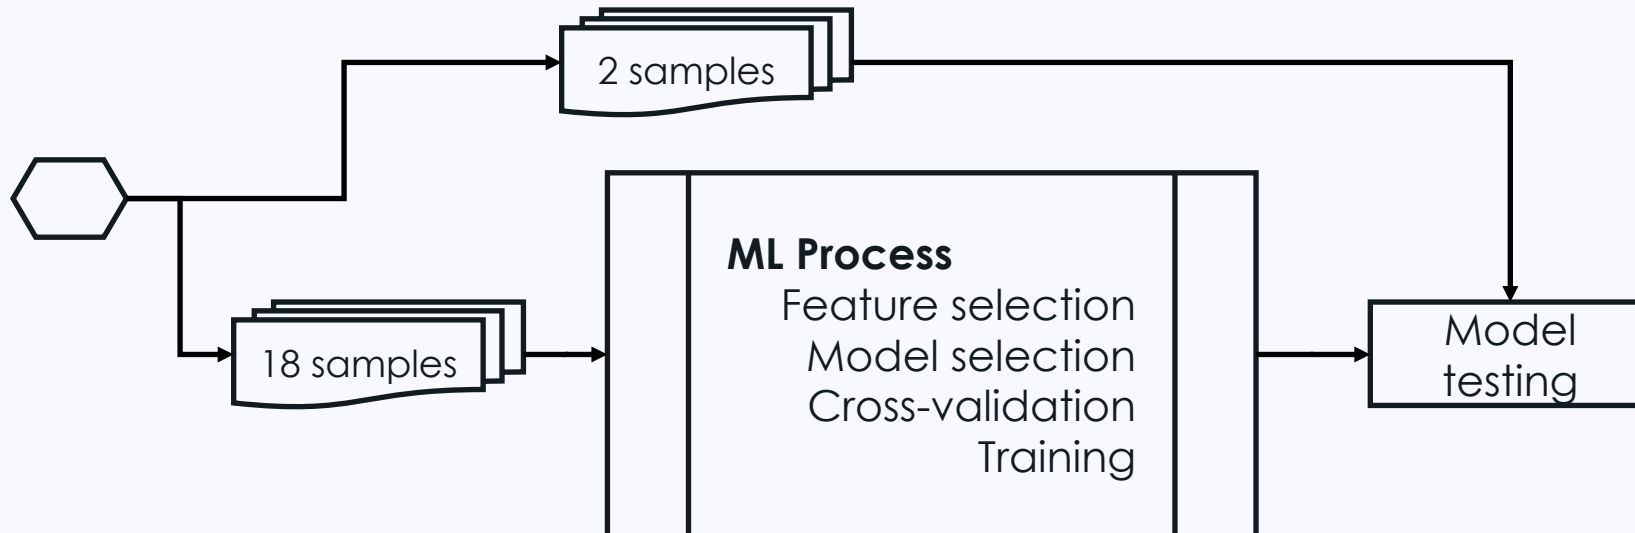 2 samples
ML Process
Feature selection
Model selection
Cross-validation
Training
18 samples
Model
testing